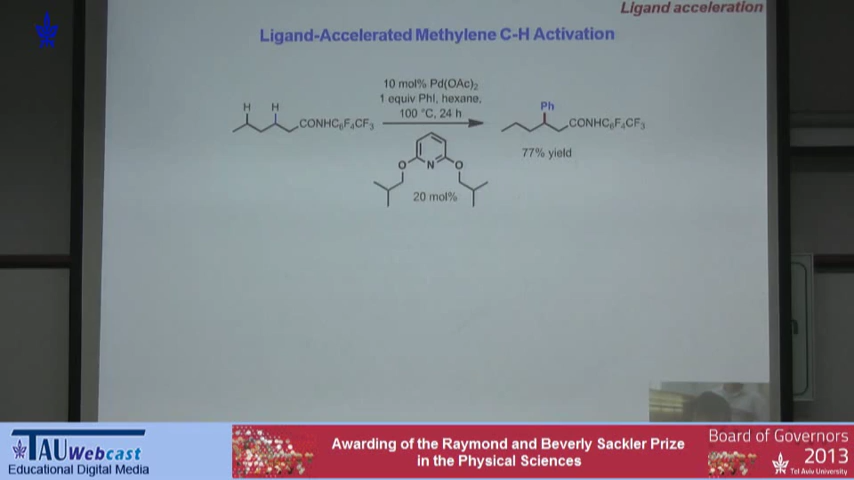 Ligand acceleration
Ligand-Accelerated Methylene C-H Activation
10 mol% Pd(OAc)2
1 equiv PhI, hexane,
100 °C, 24 h
H H
CONHC6F4CF3
Ph
CONHC6F4CF3
77% yield
O N O
20 mol%
TAU Webcast
Educational Digital Media
Awarding of the Raymond and Beverly Sackler Prize
in the Physical Sciences
Board of Governors
2013
Tel Aviv University